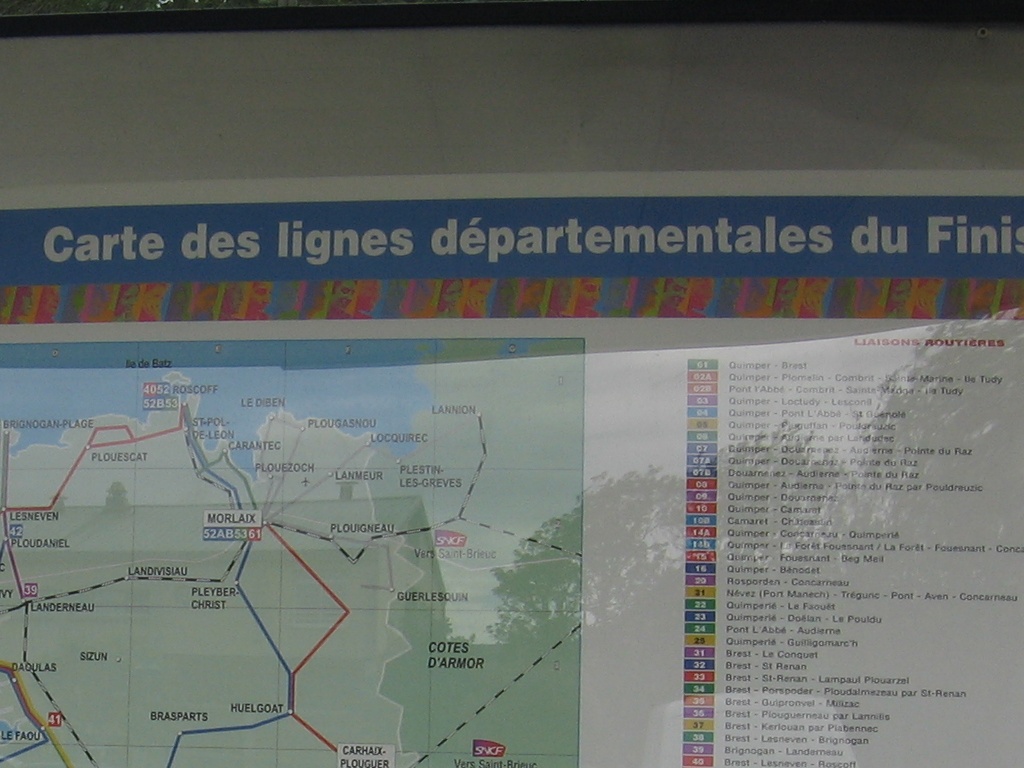 Carte des lignes départementales du Finis
LIAISONS ROUTIÈRES
Ile de Batz
4052 ROSCOFF
52B53
BRIGNOGAN-PLAGE
ST-POL-
DE-LEON
LE DIBEN
PLOUGASNOU
LANNION
LOCQUIREC
CARANTEC
PLOUESCAT
PLOUEZOCH
LANMEUR
PLESTIN-
LES-GREVES
LESNEVEN
MORLAIX
52AB5361
42
PLOUDANIEL
PLOUIGNEAU
SNCF
Vers Saint-Brieuc
LANDIVISIAU
39
PLEYBER-
CHRIST
GUERLESQUIN
LANDERNEAU
SIZUN
COTES
D'ARMOR
DAOULAS
HUELGOAT
BRASPARTS
41
LE FAOU
CARHAIX-
PLOUGUER
SNCF
Vers Saint-Brieuc
01 Quimper - Brest
02A Quimper - Plomelin - Combrit - Sainte-Marine - Ile Tudy
02B Pont l'Abbé - Combrit - Sainte-Marine - Ile Tudy
03 Quimper - Loctudy - Lesconil
04 Quimper - Pont L'Abbé - St Guénolé
05 Quimper - Pouldreuzic
06 Quimper - Audierne par Landudec
07 Quimper - Douarnenez - Audierne - Pointe du Raz
07A Quimper - Douarnenez - Pointe du Raz
07B Douarnenez - Audierne - Pointe du Raz
08 Quimper - Audierne - Pointe du Raz par Pouldreuzic
09 Quimper - Douarnenez
10 Quimper - Camaret
10B Camaret - Châteaulin
14A Quimper - Concarneau - Quimperlé
14B Quimper - La Forêt Fouesnant / La Forêt - Fouesnant - Conca
15 Quimper - Fouesnant - Beg Meil
16 Quimper - Bénodet
20 Rosporden - Concarneau
21 Névez (Port Manech) - Trégunc - Pont - Aven - Concarneau
22 Quimperlé - Le Faouët
23 Quimperlé - Doëlan - Le Pouldu
24 Pont L'Abbé - Audierne
25 Quimperlé - Guilligomarc'h
31 Brest - Le Conquet
32 Brest - St Renan
33 Brest - St-Renan - Lampaul Plouarzel
34 Brest - Porspoder - Ploudalmézeau par St-Renan
35 Brest - Guipronvel - Milizac
36 Brest - Plouguerneau par Lannilis
37 Brest - Kerlouan par Plabennec
38 Brest - Lesneven - Brignogan
39 Brignogan - Landerneau
40 Brest - Lesneven - Roscoff